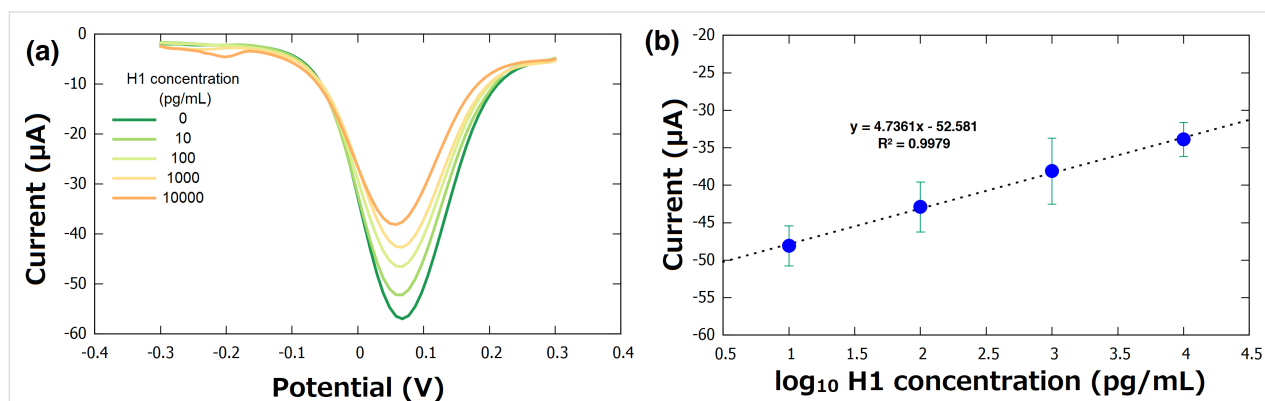 (a)
Current (μA)
0
-10
-20
-30
-40
-50
-60
H1 concentration
(pg/mL)
0
10
100
1000
10000
-0.4 -0.3 -0.2 -0.1 0 0.1 0.2 0.3 0.4
Potential (V)
(b)
Current (μA)
-20
-25
-30
-35
-40
-45
-50
-55
-60
y = 4.7361x - 52.581
R² = 0.9979
0.5 1 1.5 2 2.5 3 3.5 4 4.5
log₁₀ H1 concentration (pg/mL)